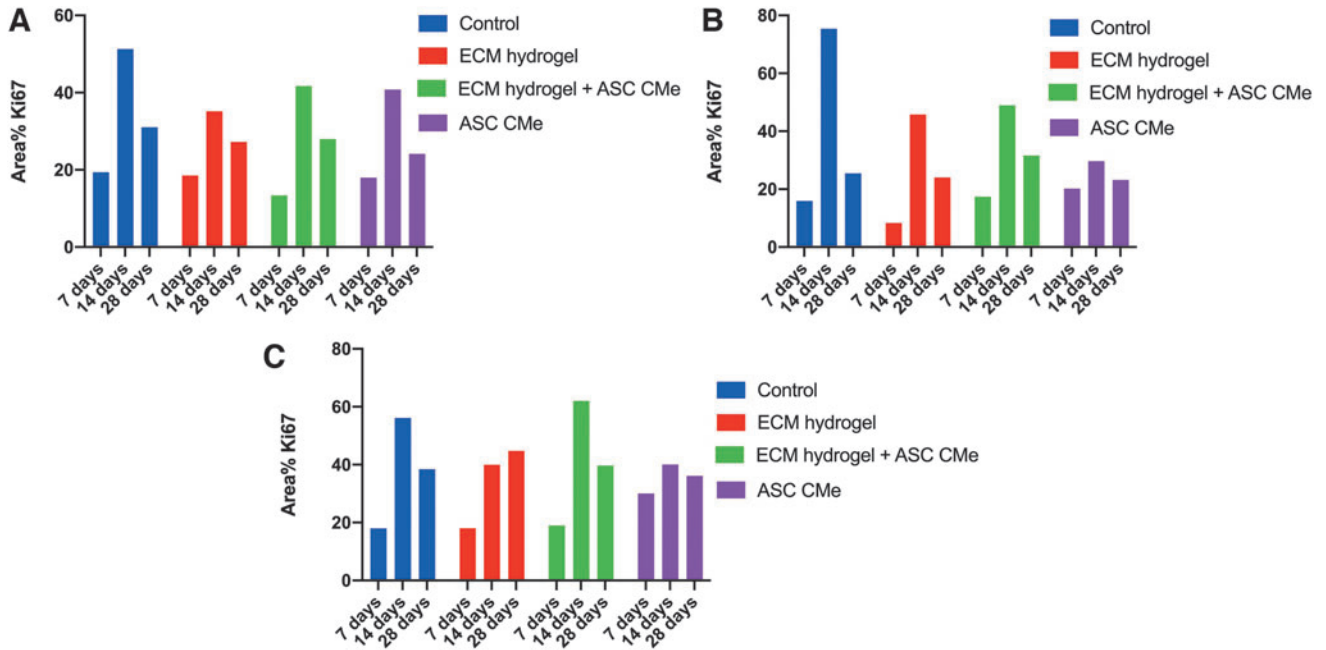 A
Area% Ki67
60
40
20
0
7 days
14 days
28 days
7 days
14 days
28 days
7 days
14 days
28 days
7 days
14 days
28 days
Control
ECM hydrogel
ECM hydrogel + ASC CMe
ASC CMe
B
Area% Ki67
80
60
40
20
0
7 days
14 days
28 days
7 days
14 days
28 days
7 days
14 days
28 days
7 days
14 days
28 days
Control
ECM hydrogel
ECM hydrogel + ASC CMe
ASC CMe
C
Area% Ki67
80
60
40
20
0
7 days
14 days
28 days
7 days
14 days
28 days
7 days
14 days
28 days
7 days
14 days
28 days
Control
ECM hydrogel
ECM hydrogel + ASC CMe
ASC CMe